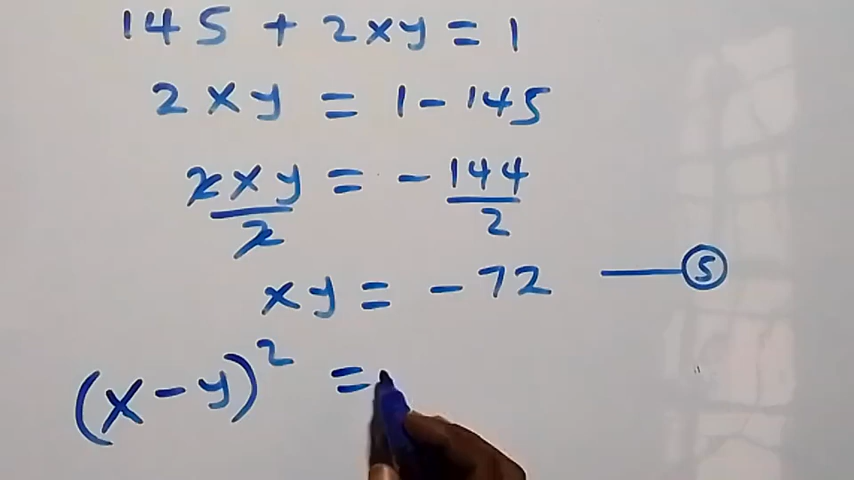 145 + 2xy = 1
2xy = 1 - 145
2xy/2 = - 144/2
xy = - 72 —— ⑤
(x - y)² =